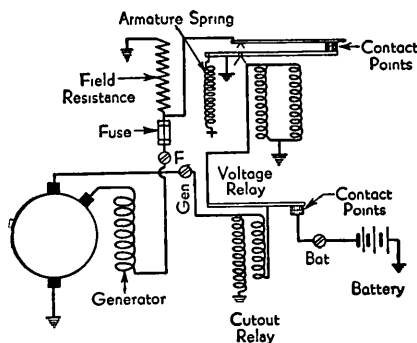 Armature Spring
Contact
Points
Field
Resistance
Fuse
F
Gen
Voltage
Relay
Contact
Points
Generator
Bat
Battery
Cutout
Relay